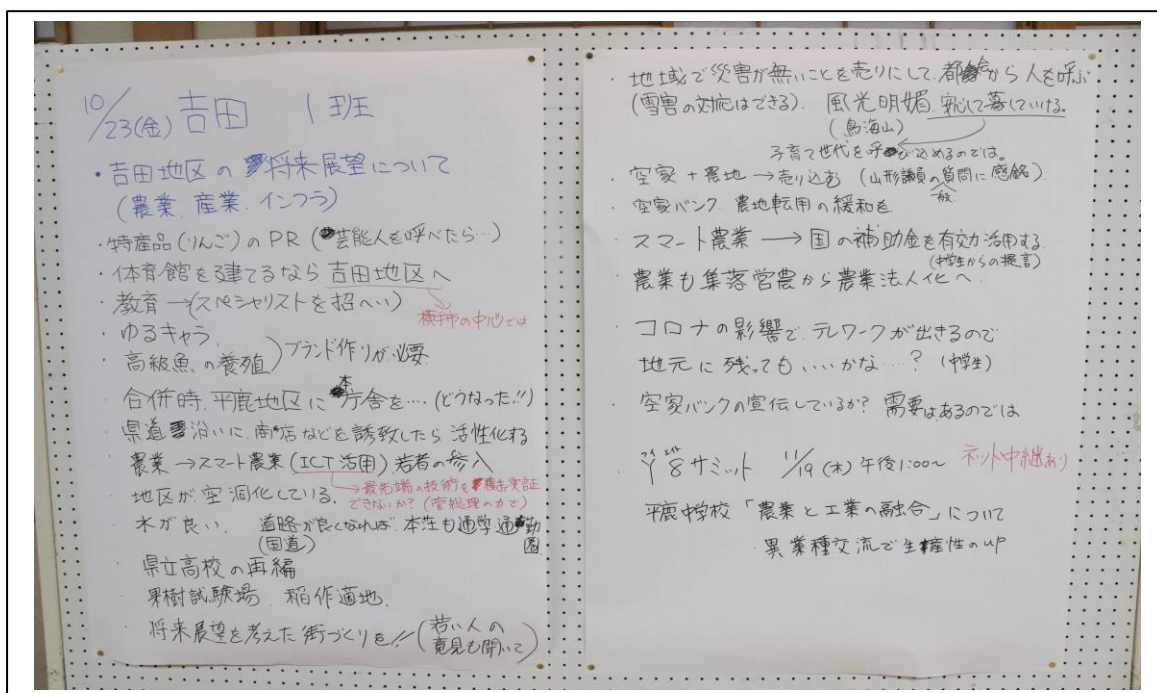 10/23(金) 吉田 1班
・吉田地区の将来展望について
(農業、産業、インフラ)
・特産品(りんご)のPR(芸能人を呼べたら…)
・体育館を建てるなら吉田地区へ
→横手市の中心では
・教育→(スペシャリストを招へい)
・ゆるキャラ
・高級魚の養殖)ブランド作りが必要
・合併時、平鹿地区に本庁舎を…(どうなった!!)
・県道沿いに、商店などを誘致したら活性化する
・農業→スマート農業(ICT活用)若者の参入
→最先端の技術を実証できないか?(菅総理の力で)
・地区が空洞化している。
・水が良い 道路が良くなれば、本荘も通学通勤圏
(国道)
・県立高校の再編
・果樹試験場 稲作適地
・将来展望を考えた街づくりを!!(若い人の意見も聞いて)
・地域で災害が無いことを売りにして、都会から人を呼ぶ
(雪害の対応はできる)。風光明媚、安心して暮していける。
(鳥海山)
子育て世代を呼び込めるのでは。
・空家+農地→売り込む(山形議員の一般質問に感銘)
・空家バンク、農地転用の緩和を
・スマート農業→国の補助金を有効活用する
(中学生からの提言)
・農業も集落営農から農業法人化へ
・コロナの影響で、テレワークが出きるので
地元に残ってもいいかな…?(中学生)
・空家バンクの宣伝しているか?需要はあるのでは
・Y8サミット 11/19(木)午後1:00~ ネット中継あり
ワイ エイト
平鹿中学校「農業と工業の融合」について
異業種交流で生産性のup